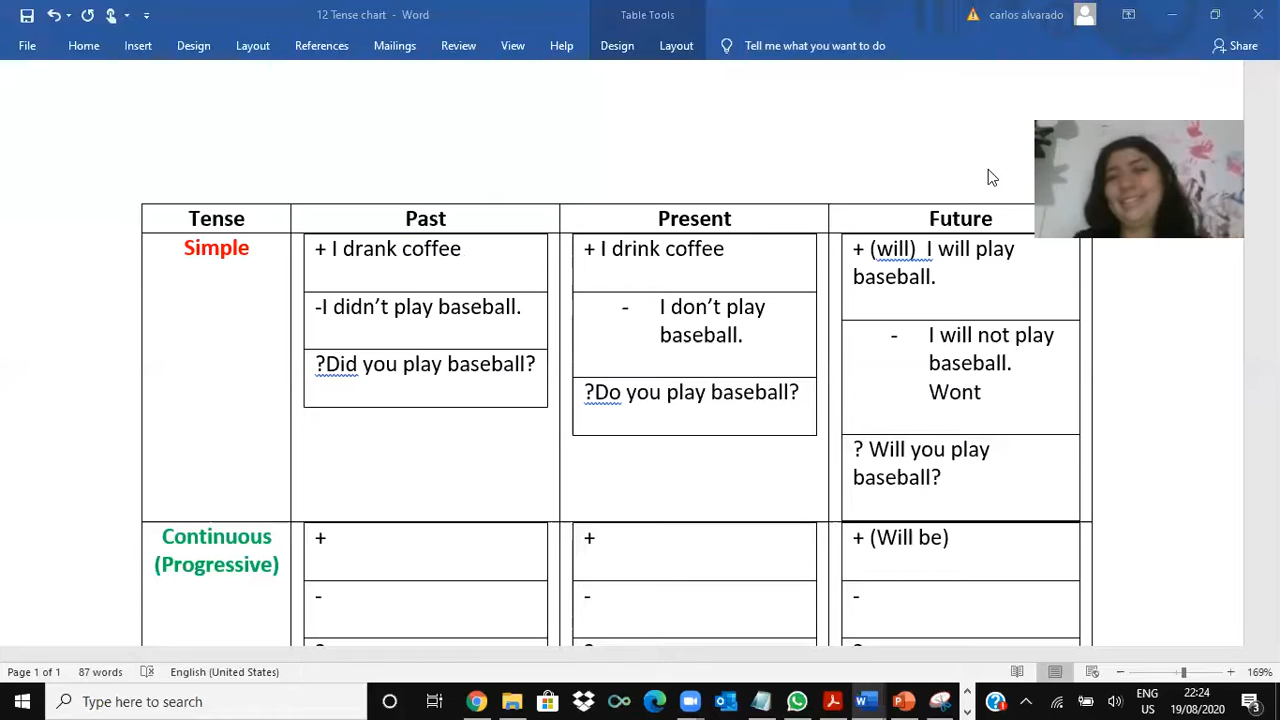 12 Tense chart - Word
Table Tools
carlos alvarado
File Home Insert Design Layout References Mailings Review View Help Design Layout Tell me what you want to do Share
Tense Past Present Future
Simple
+ I drank coffee
-I didn't play baseball.
?Did you play baseball?
+ I drink coffee
- I don't play
baseball.
?Do you play baseball?
+ (will) I will play
baseball.
- I will not play
baseball.
Wont
? Will you play
baseball?
Continuous
(Progressive)
+
-
+
-
+ (Will be)
-
Page 1 of 1 87 words English (United States) 169%
Type here to search
ENG
US
22:24
19/08/2020
3